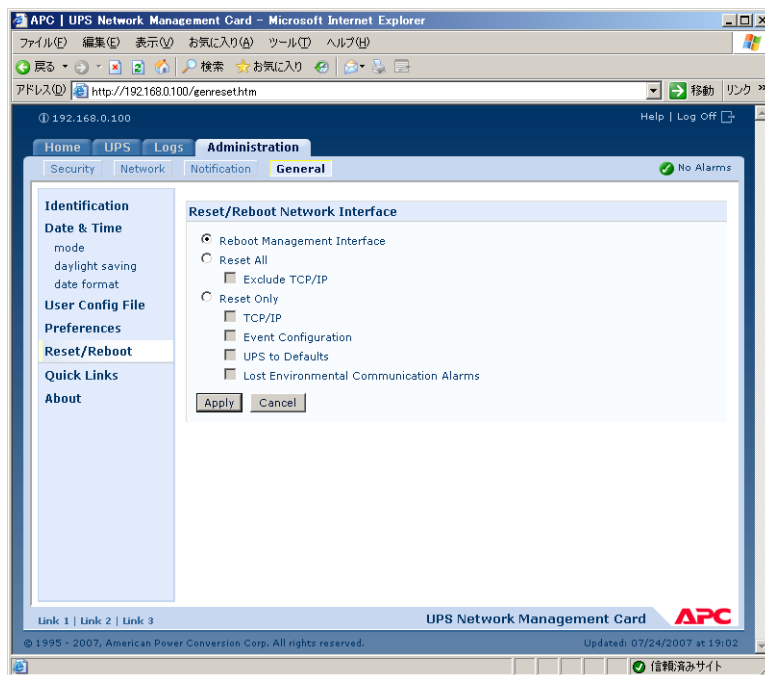 APC | UPS Network Management Card - Microsoft Internet Explorer
ファイル(F) 編集(E) 表示(V) お気に入り(A) ツール(T) ヘルプ(H)
戻る 検索 お気に入り
アドレス(D) http://192.168.0.100/genreset.htm 移動 リンク »
192.168.0.100 Help | Log Off
Home UPS Logs Administration
Security Network Notification General No Alarms
Identification
Date & Time
mode
daylight saving
date format
User Config File
Preferences
Reset/Reboot
Quick Links
About
Reset/Reboot Network Interface
Reboot Management Interface
Reset All
Exclude TCP/IP
Reset Only
TCP/IP
Event Configuration
UPS to Defaults
Lost Environmental Communication Alarms
Apply Cancel
Link 1 | Link 2 | Link 3 UPS Network Management Card APC
© 1995 - 2007, American Power Conversion Corp. All rights reserved. Updated: 07/24/2007 at 19:02
信頼済みサイト